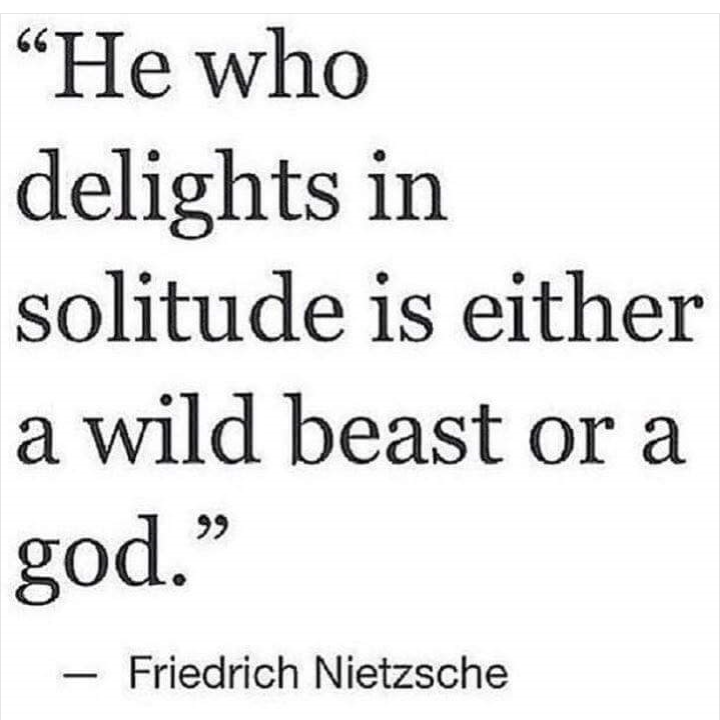 “He who
delights in
solitude is either
a wild beast or a
god.”
— Friedrich Nietzsche